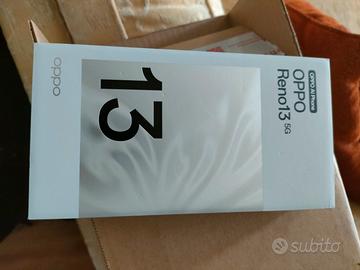 oppo
13
OPPO AI Phone
OPPO
Reno13 5G
subito